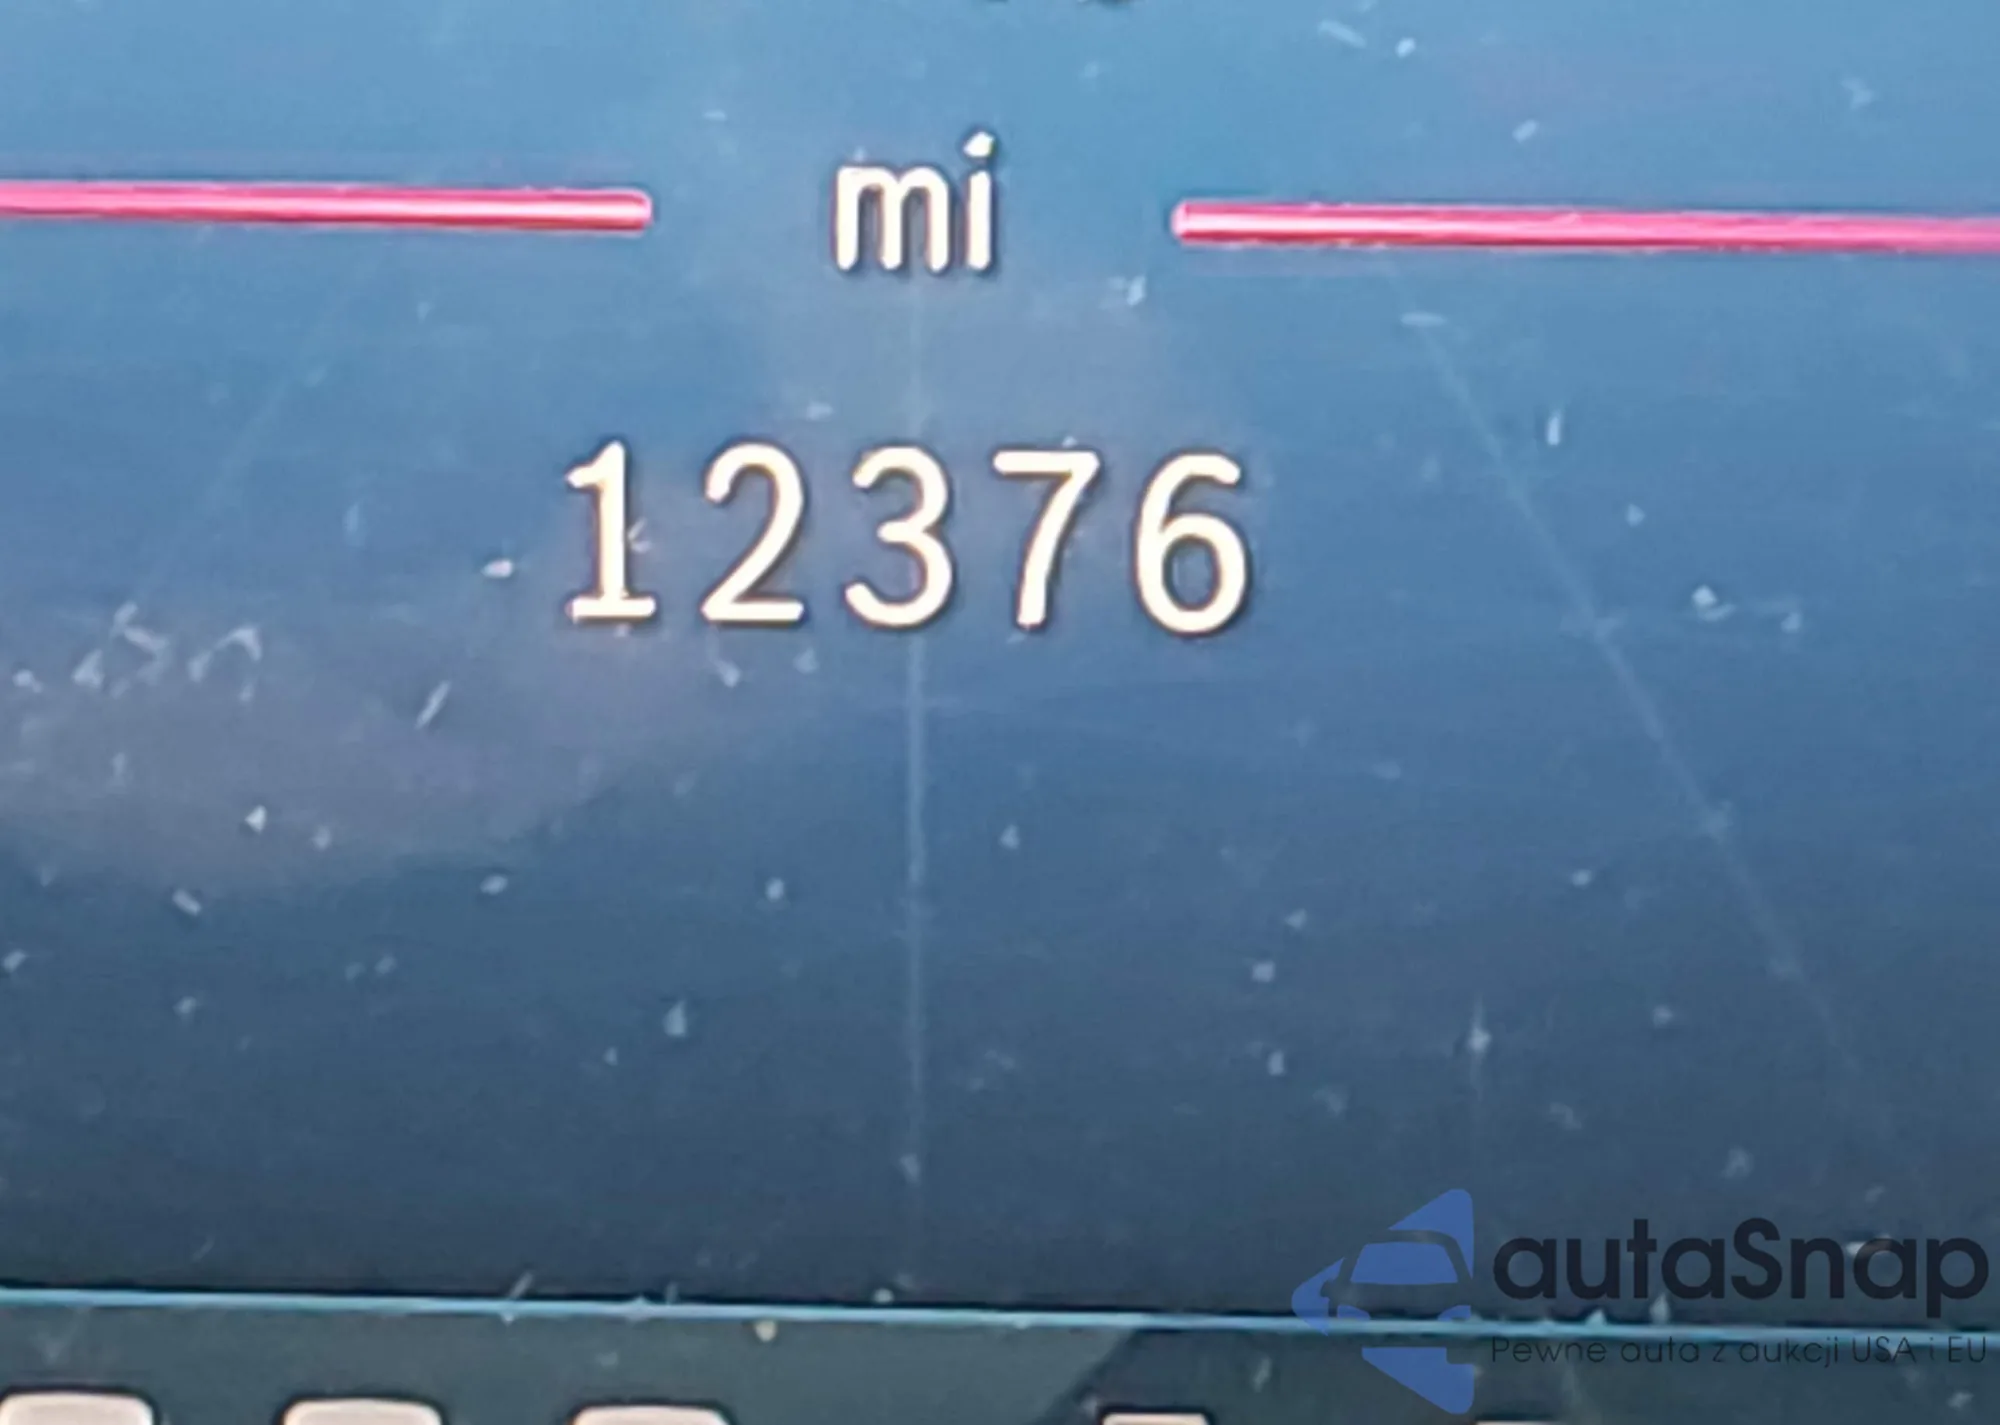 mi
12376
autaSnap
Pewne auta z aukcji USA i EU